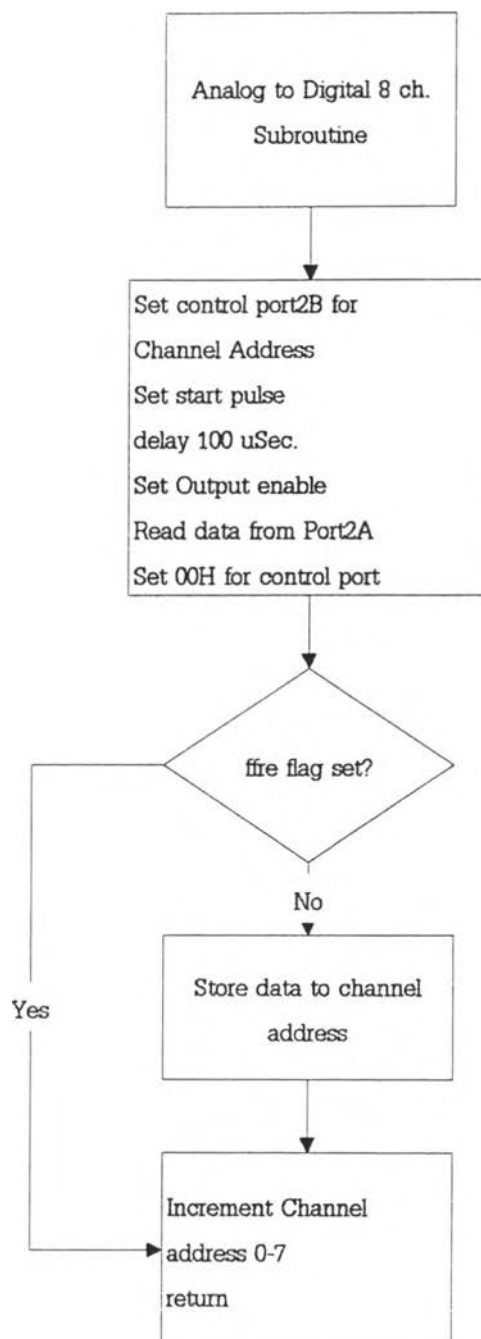 Analog to Digital 8 ch.
Subroutine
Set control port2B for
Channel Address
Set start pulse
delay 100 uSec.
Set Output enable
Read data from Port2A
Set 00H for control port
ffre flag set?
No
Store data to channel
address
Yes
Increment Channel
address 0-7
return